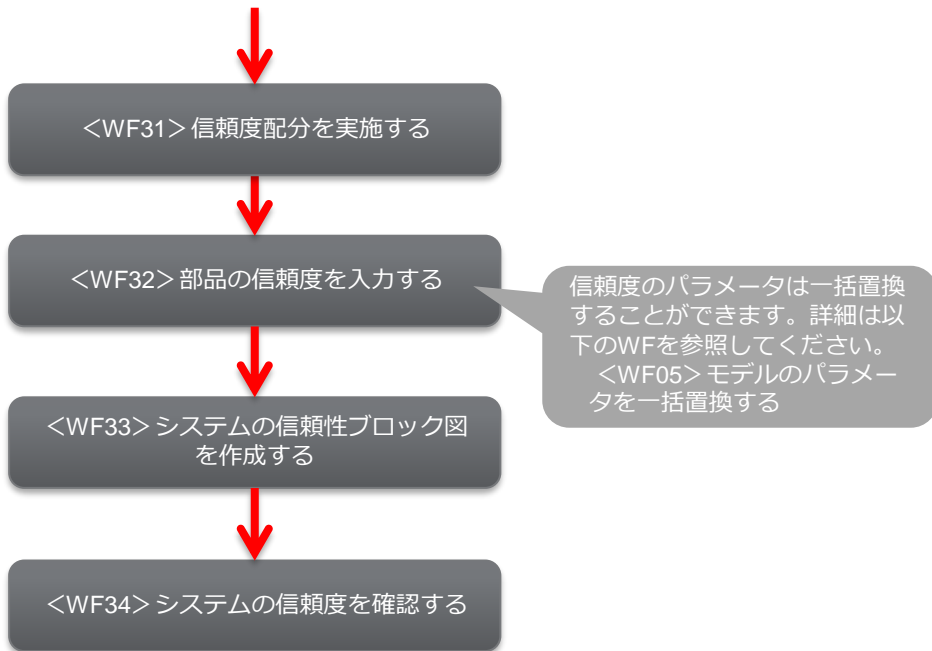 ＜WF31＞信頼度配分を実施する
＜WF32＞部品の信頼度を入力する
信頼度のパラメータは一括置換
することができます。詳細は以
下のWFを参照してください。
＜WF05＞モデルのパラメー
タを一括置換する
＜WF33＞システムの信頼性ブロック図
を作成する
＜WF34＞システムの信頼度を確認する